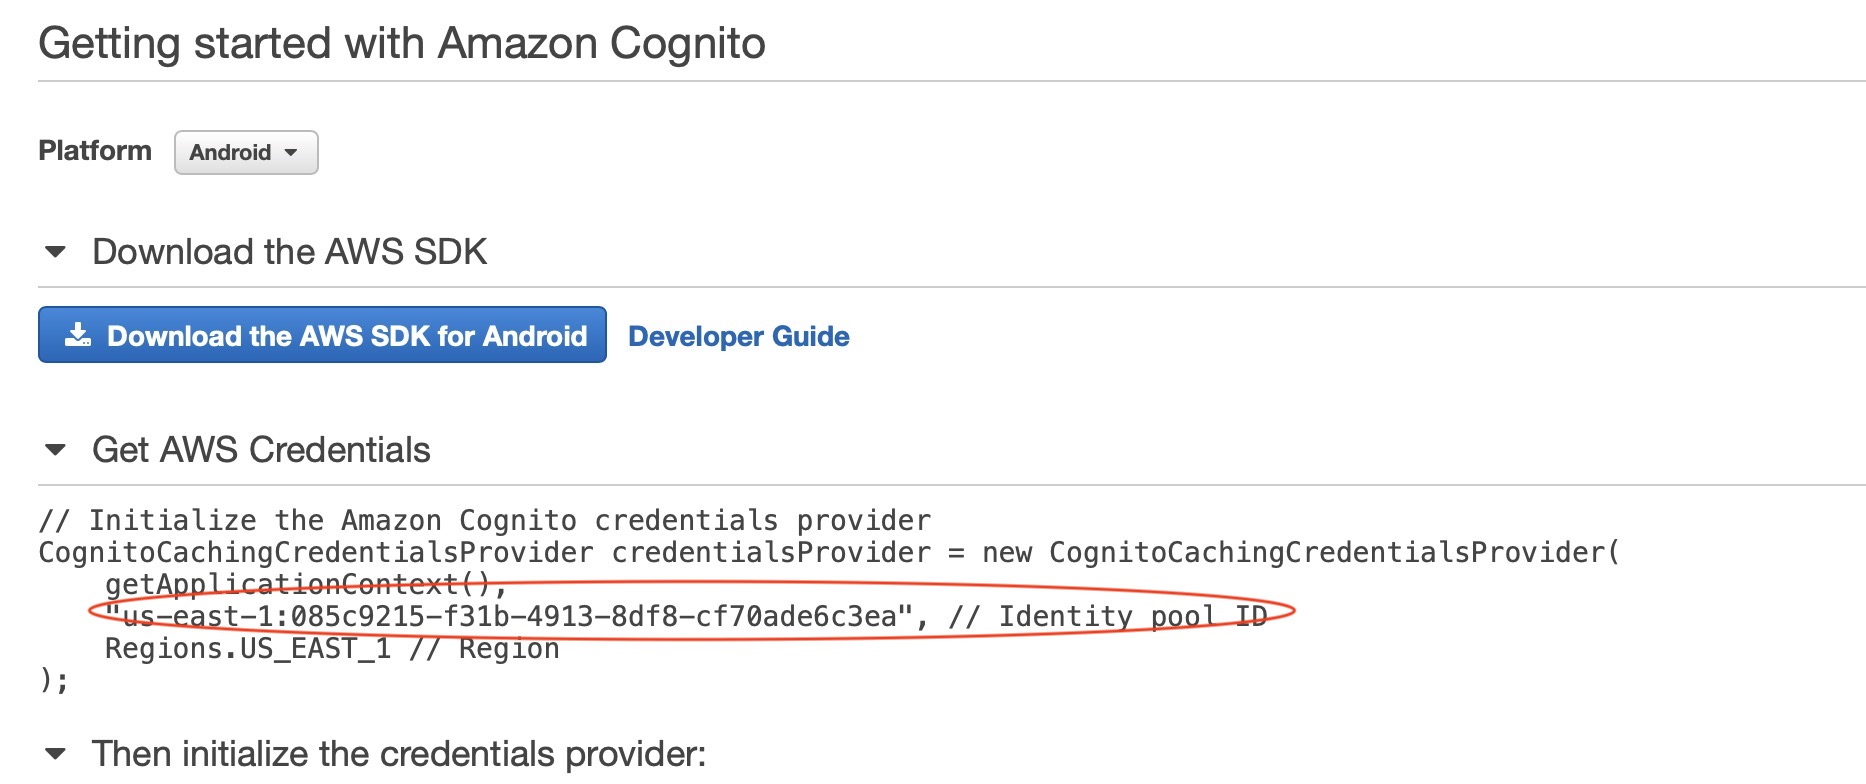 Getting started with Amazon Cognito
Platform Android
Download the AWS SDK
Download the AWS SDK for Android Developer Guide
Get AWS Credentials
// Initialize the Amazon Cognito credentials provider
CognitoCachingCredentialsProvider credentialsProvider = new CognitoCachingCredentialsProvider(
    getApplicationContext(),
    "us-east-1:085c9215-f31b-4913-8df8-cf70ade6c3ea", // Identity pool ID
    Regions.US_EAST_1 // Region
);
Then initialize the credentials provider: